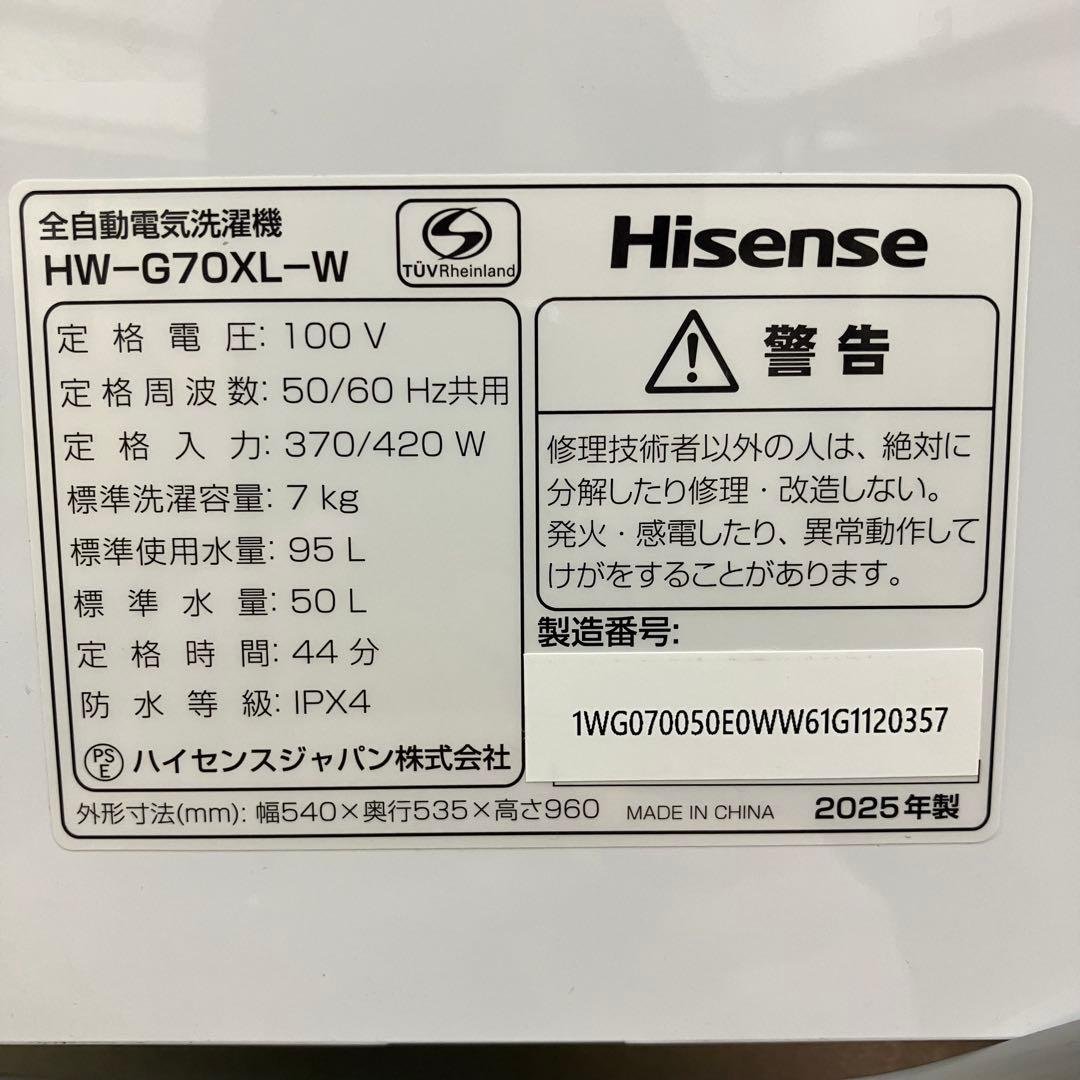 全自動電気洗濯機
HW-G70XL-W
TÜVRheinland
Hisense
定格電圧: 100 V
定格周波数: 50/60 Hz共用
定格入力: 370/420 W
標準洗濯容量: 7 kg
標準使用水量: 95 L
標準水量: 50 L
定格時間: 44 分
防水等級: IPX4
PS
E
ハイセンスジャパン株式会社
警告
修理技術者以外の人は、絶対に
分解したり修理・改造しない。
発火・感電したり、異常動作して
けがをすることがあります。
製造番号:
1WG070050E0WW61G1120357
外形寸法(mm): 幅540×奥行535×高さ960
MADE IN CHINA
2025年製